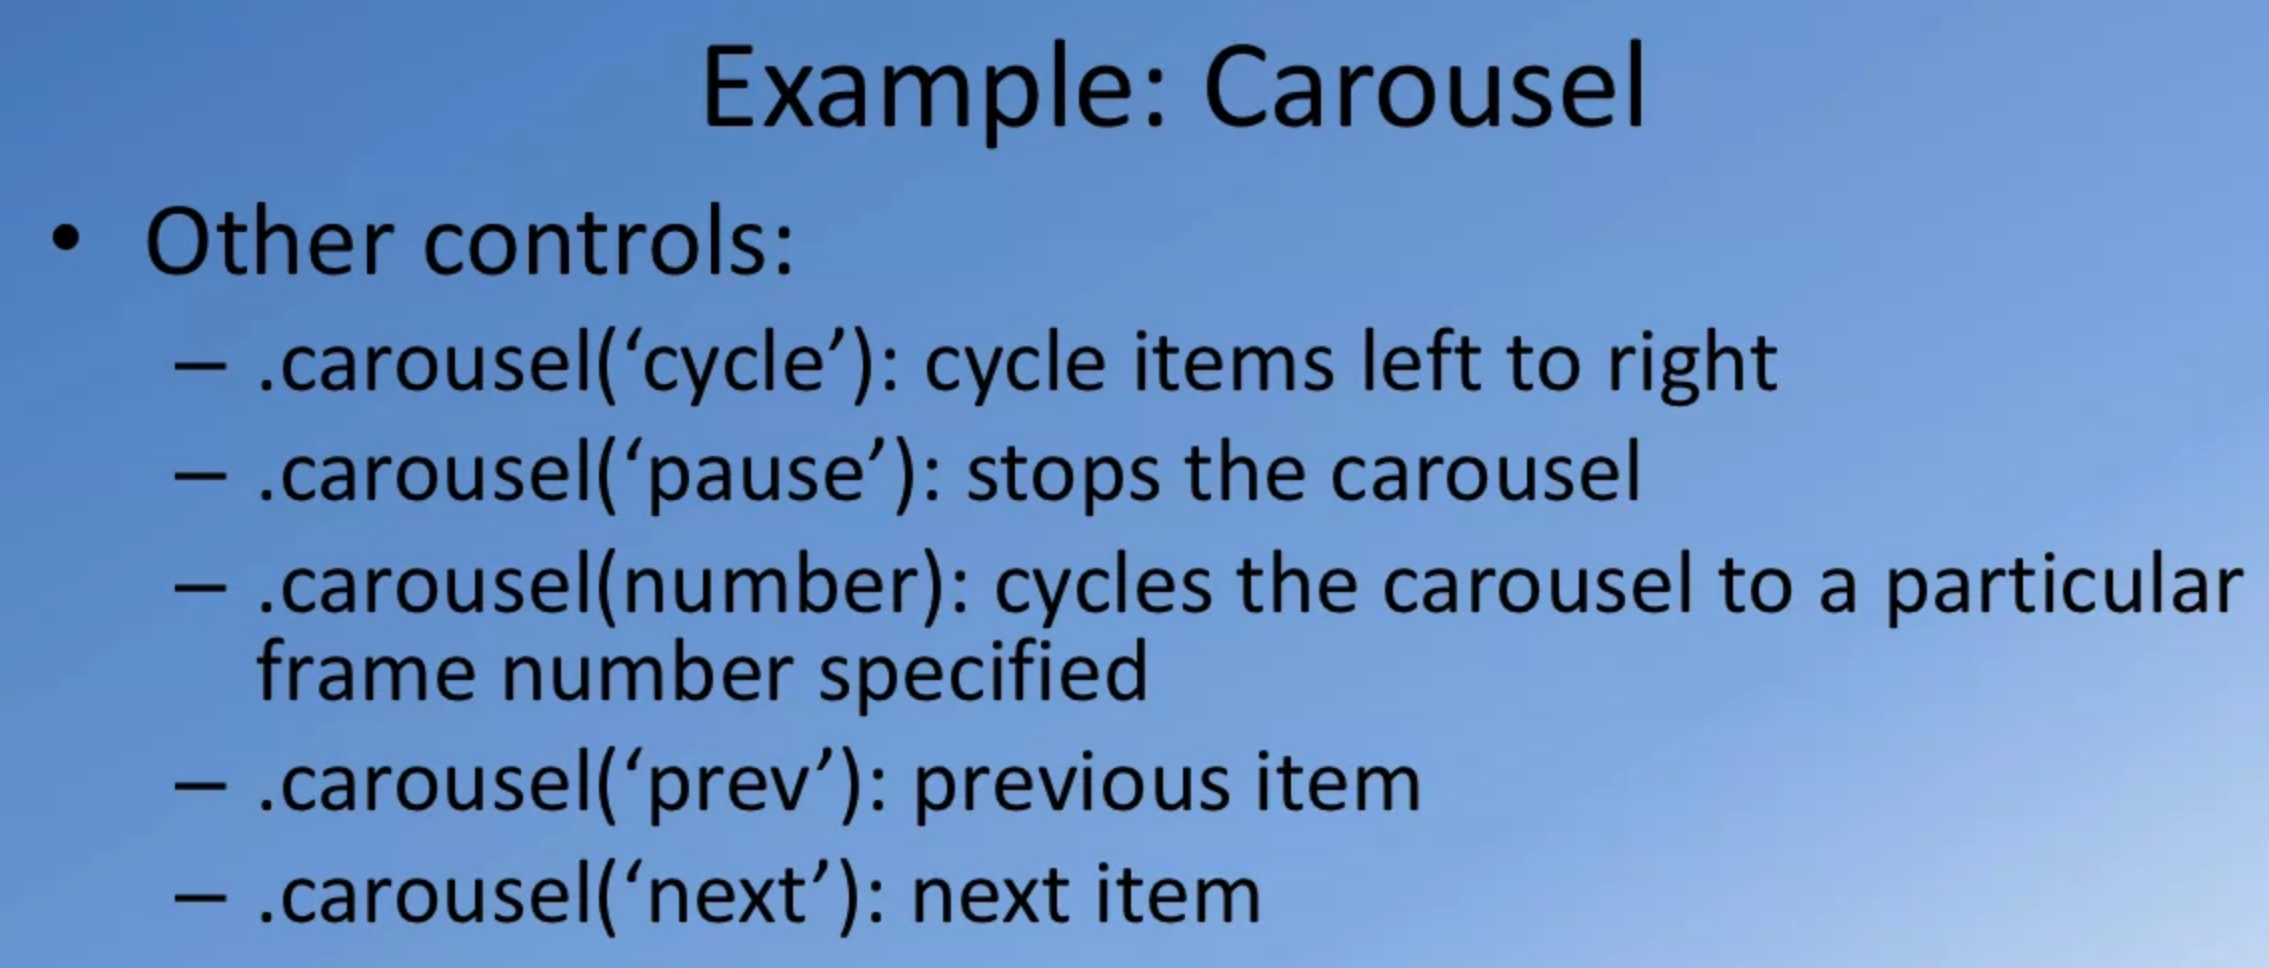 Example: Carousel
• Other controls:
– .carousel(‘cycle’): cycle items left to right
– .carousel(‘pause’): stops the carousel
– .carousel(number): cycles the carousel to a particular
frame number specified
– .carousel(‘prev’): previous item
– .carousel(‘next’): next item